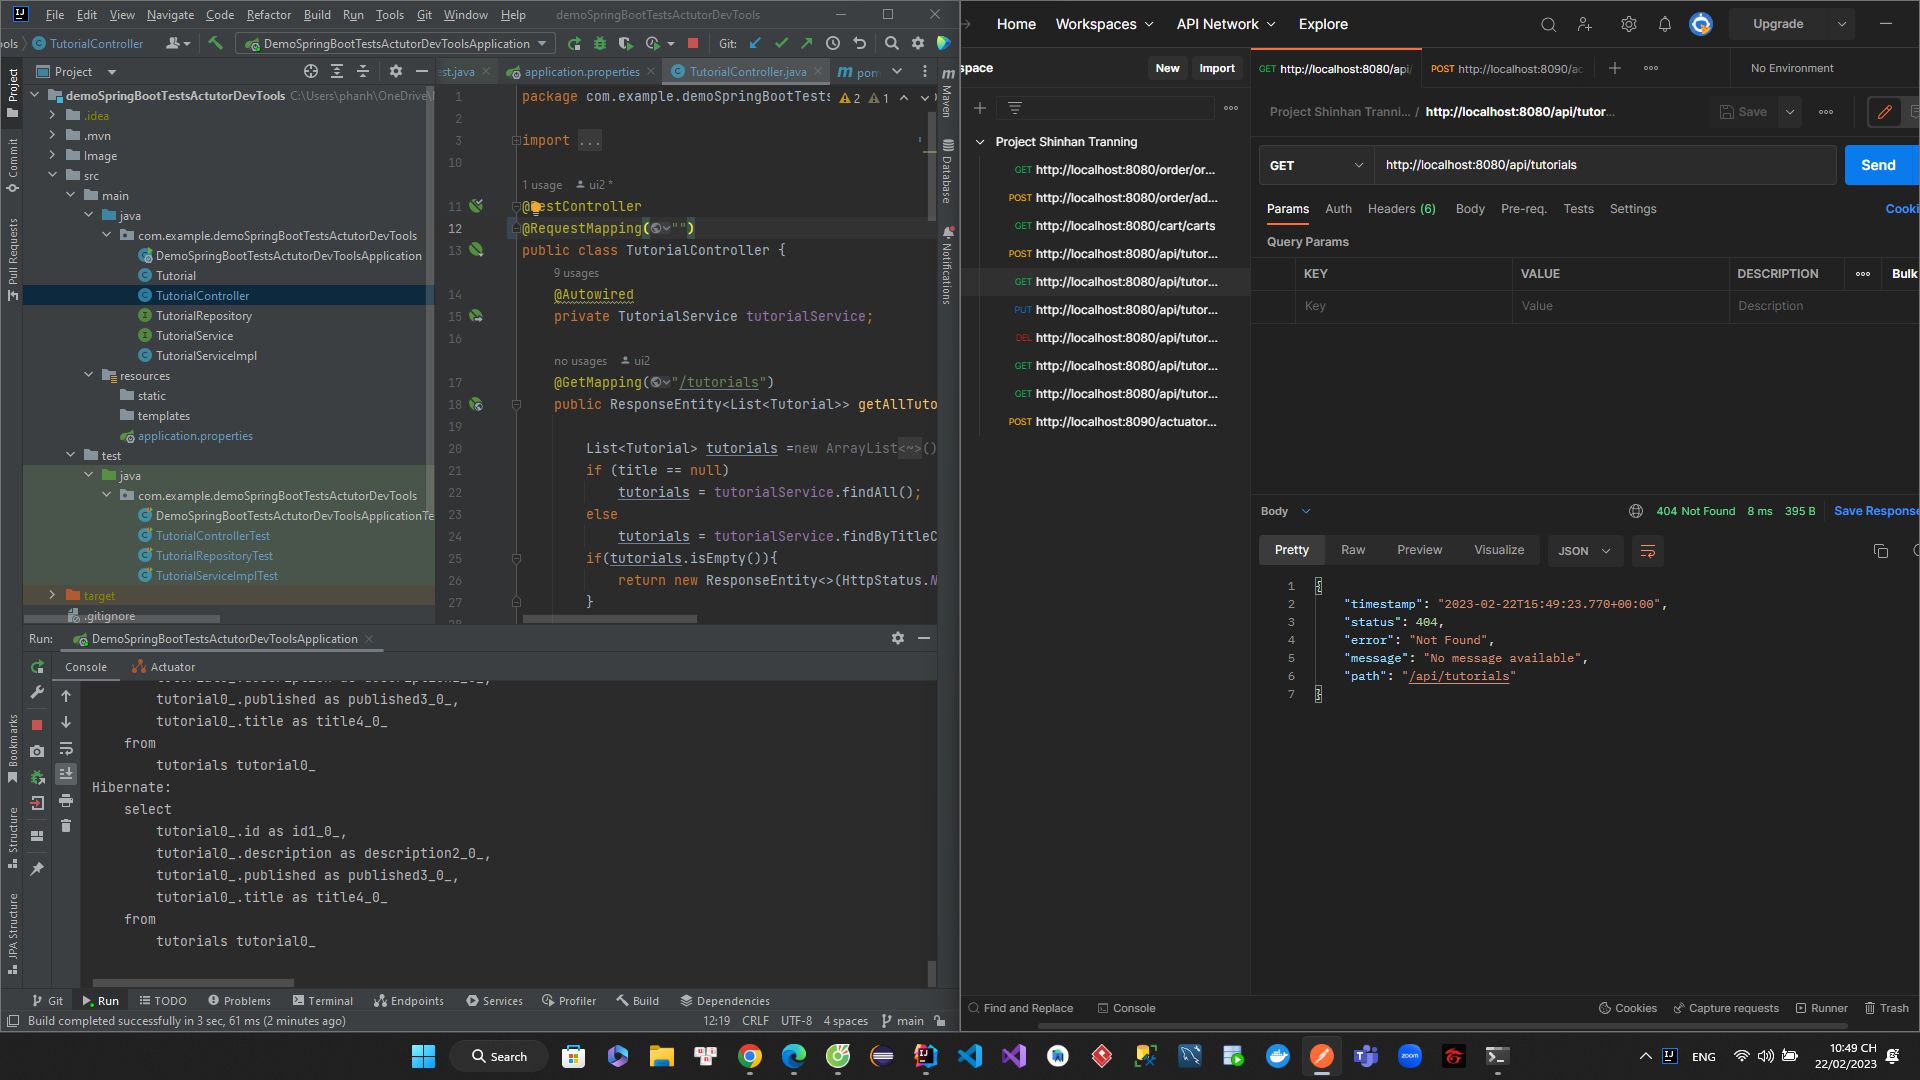 File Edit View Navigate Code Refactor Build Run Tools Git Window Help demoSpringBootTestsActutorDevTools
ols TutorialController DemoSpringBootTestsActutorDevToolsApplication Git:
Project
est.java application.properties TutorialController.java pom
demoSpringBootTestsActutorDevTools C:\Users\phanh\OneDrive\
.idea
.mvn
Image
src
main
java
com.example.demoSpringBootTestsActutorDevTools
DemoSpringBootTestsActutorDevToolsApplication
Tutorial
TutorialController
TutorialRepository
TutorialService
TutorialServiceImpl
resources
static
templates
application.properties
test
java
com.example.demoSpringBootTestsActutorDevTools
DemoSpringBootTestsActutorDevToolsApplicationTe
TutorialControllerTest
TutorialRepositoryTest
TutorialServiceImplTest
target
.gitignore
Project
Commit
Pull Requests
Bookmarks
Structure
JPA Structure
1 package com.example.demoSpringBootTests 2 1
2
3 import ...
10
1 usage ui2 *
11 @RestController
12 @RequestMapping("")
13 public class TutorialController {
9 usages
14 @Autowired
15 private TutorialService tutorialService;
16
no usages ui2
17 @GetMapping("/tutorials")
18 public ResponseEntity<List<Tutorial>> getAllTuto
19
20 List<Tutorial> tutorials =new ArrayList<~>()
21 if (title == null)
22 tutorials = tutorialService.findAll();
23 else
24 tutorials = tutorialService.findByTitleC
25 if(tutorials.isEmpty()){
26 return new ResponseEntity<>(HttpStatus.N
27 }
28
Maven
Database
Notifications
Run: DemoSpringBootTestsActutorDevToolsApplication
Console Actuator
tutorial0_.published as published3_0_,
tutorial0_.title as title4_0_
from
tutorials tutorial0_
Hibernate:
select
tutorial0_.id as id1_0_,
tutorial0_.description as description2_0_,
tutorial0_.published as published3_0_,
tutorial0_.title as title4_0_
from
tutorials tutorial0_
Git Run TODO Problems Terminal Endpoints Services Profiler Build Dependencies
Build completed successfully in 3 sec, 61 ms (2 minutes ago) 12:19 CRLF UTF-8 4 spaces main
Home Workspaces API Network Explore Upgrade
space New Import
GET http://localhost:8080/api/ POST http://localhost:8090/ac No Environment
Project Shinhan Tranning
GET http://localhost:8080/order/or...
POST http://localhost:8080/order/ad...
GET http://localhost:8080/cart/carts
POST http://localhost:8080/api/tutor...
GET http://localhost:8080/api/tutor...
PUT http://localhost:8080/api/tutor...
DEL http://localhost:8080/api/tutor...
GET http://localhost:8080/api/tutor...
GET http://localhost:8080/api/tutor...
POST http://localhost:8090/actuator...
Project Shinhan Tranni... / http://localhost:8080/api/tutor... Save
GET http://localhost:8080/api/tutorials Send
Params Auth Headers (6) Body Pre-req. Tests Settings Cooki
Query Params
KEY VALUE DESCRIPTION Bulk
Key Value Description
Body 404 Not Found 8 ms 395 B Save Response
Pretty Raw Preview Visualize JSON
1 {
2 "timestamp": "2023-02-22T15:49:23.770+00:00",
3 "status": 404,
4 "error": "Not Found",
5 "message": "No message available",
6 "path": "/api/tutorials"
7 }
Find and Replace Console Cookies Capture requests Runner Trash
Search ENG 10:49 CH
22/02/2023